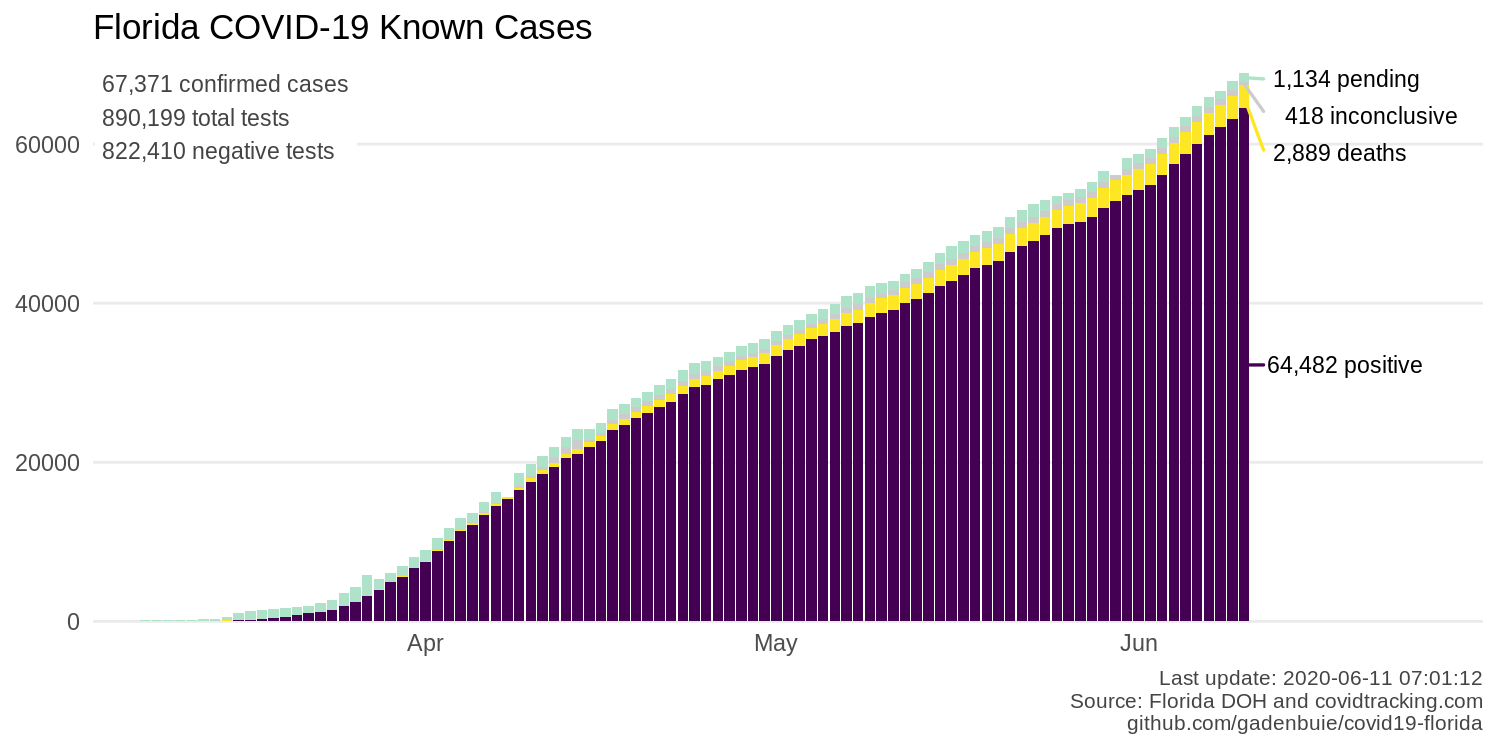 Florida COVID-19 Known Cases
67,371 confirmed cases
890,199 total tests
822,410 negative tests
1,134 pending
418 inconclusive
2,889 deaths
64,482 positive
60000
40000
20000
0
Apr
May
Jun
Last update: 2020-06-11 07:01:12
Source: Florida DOH and covidtracking.com
github.com/gadenbuie/covid19-florida